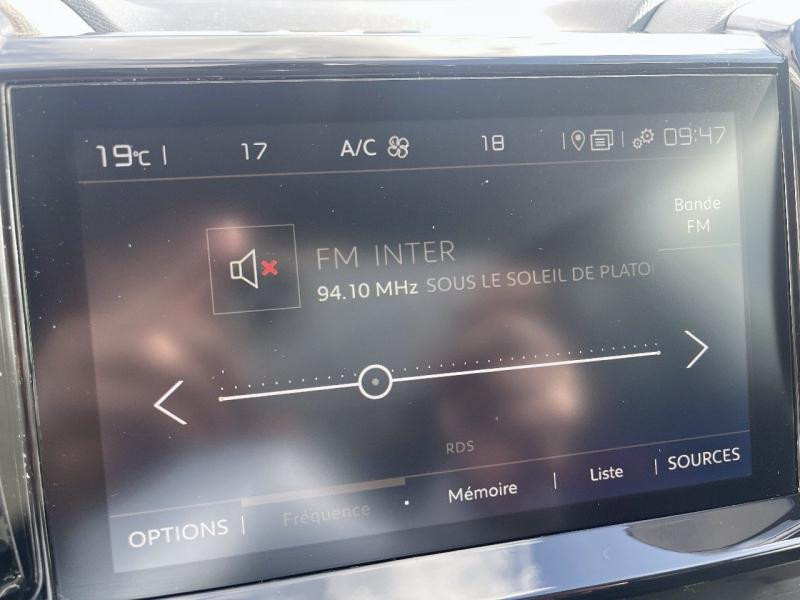 19°C | 17 A/C 18 | | 09:47
Bande
FM
FM INTER
94.10 MHz SOUS LE SOLEIL DE PLATO
RDS
OPTIONS | Fréquence Mémoire | Liste | SOURCES